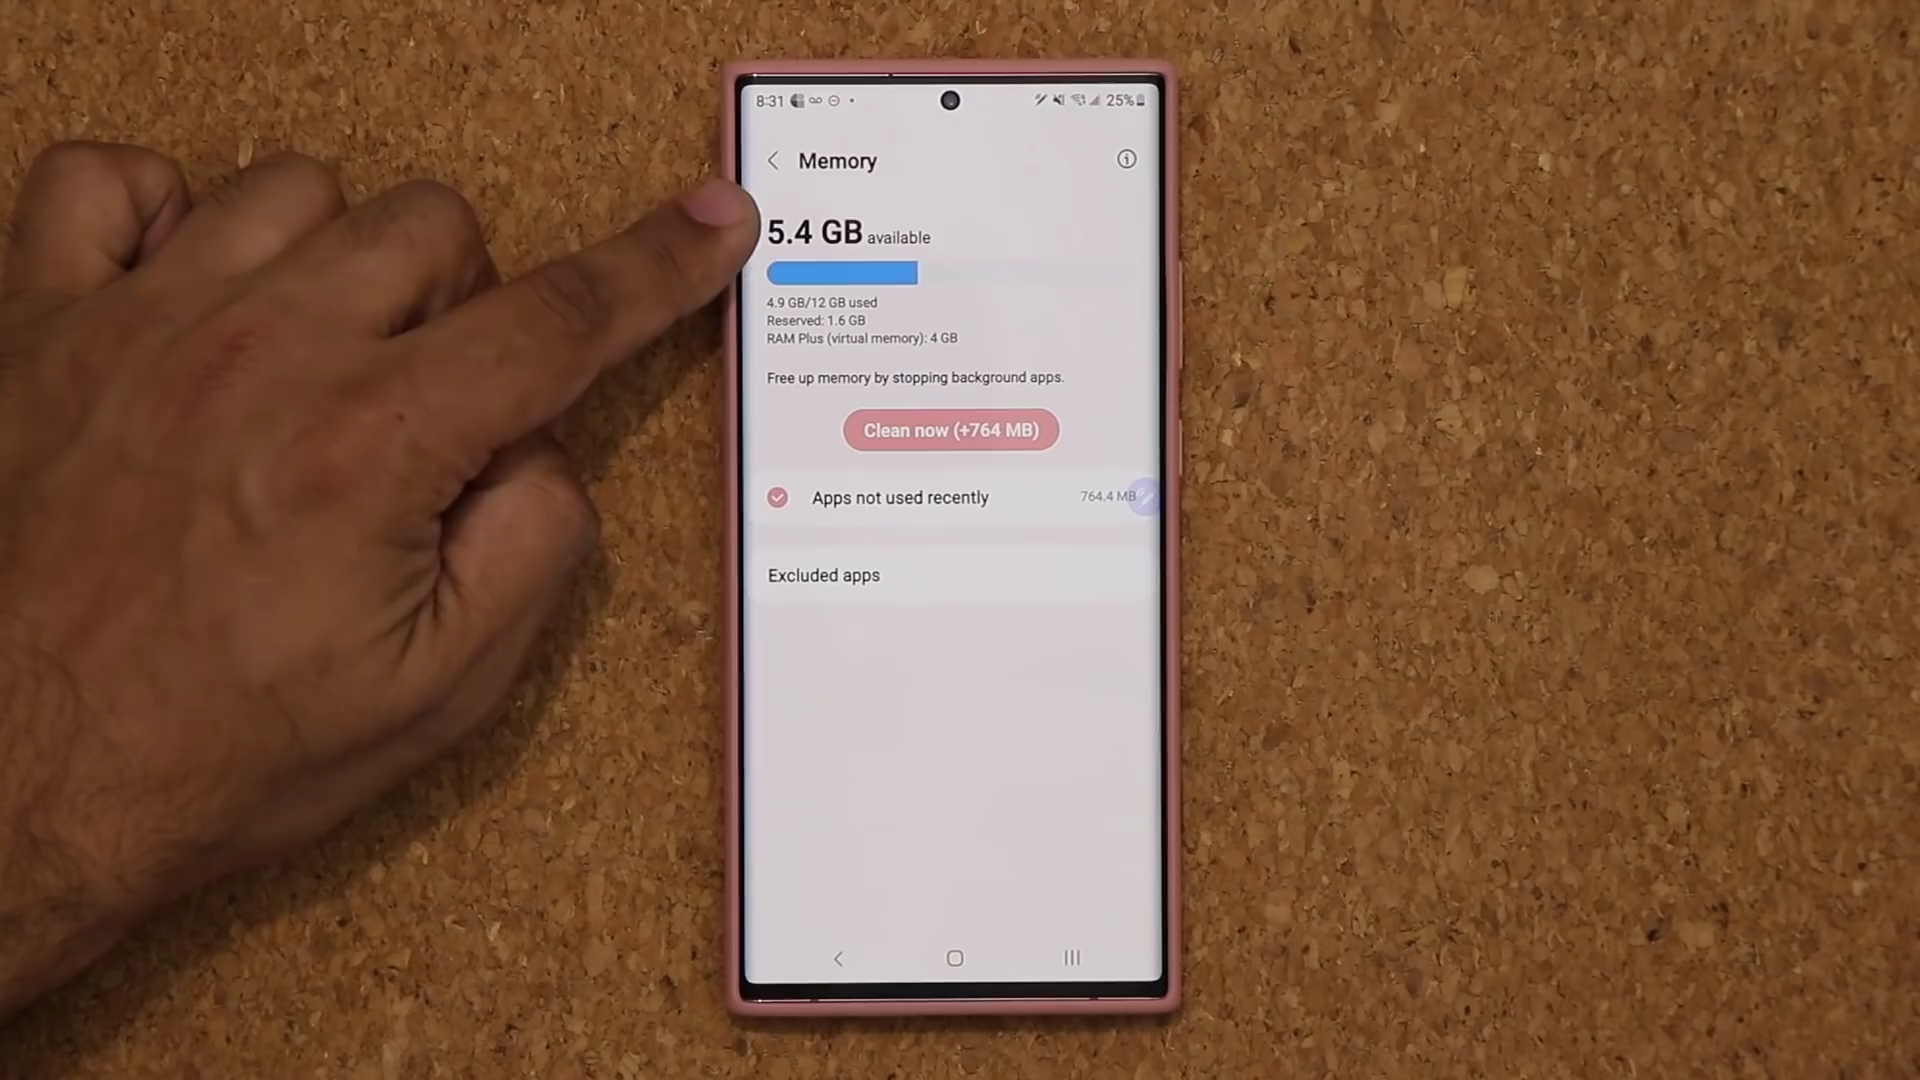 8:31 25%
Memory
5.4 GB available
4.9 GB/12 GB used
Reserved: 1.6 GB
RAM Plus (virtual memory): 4 GB
Free up memory by stopping background apps.
Clean now (+764 MB)
Apps not used recently 764.4 MB
Excluded apps